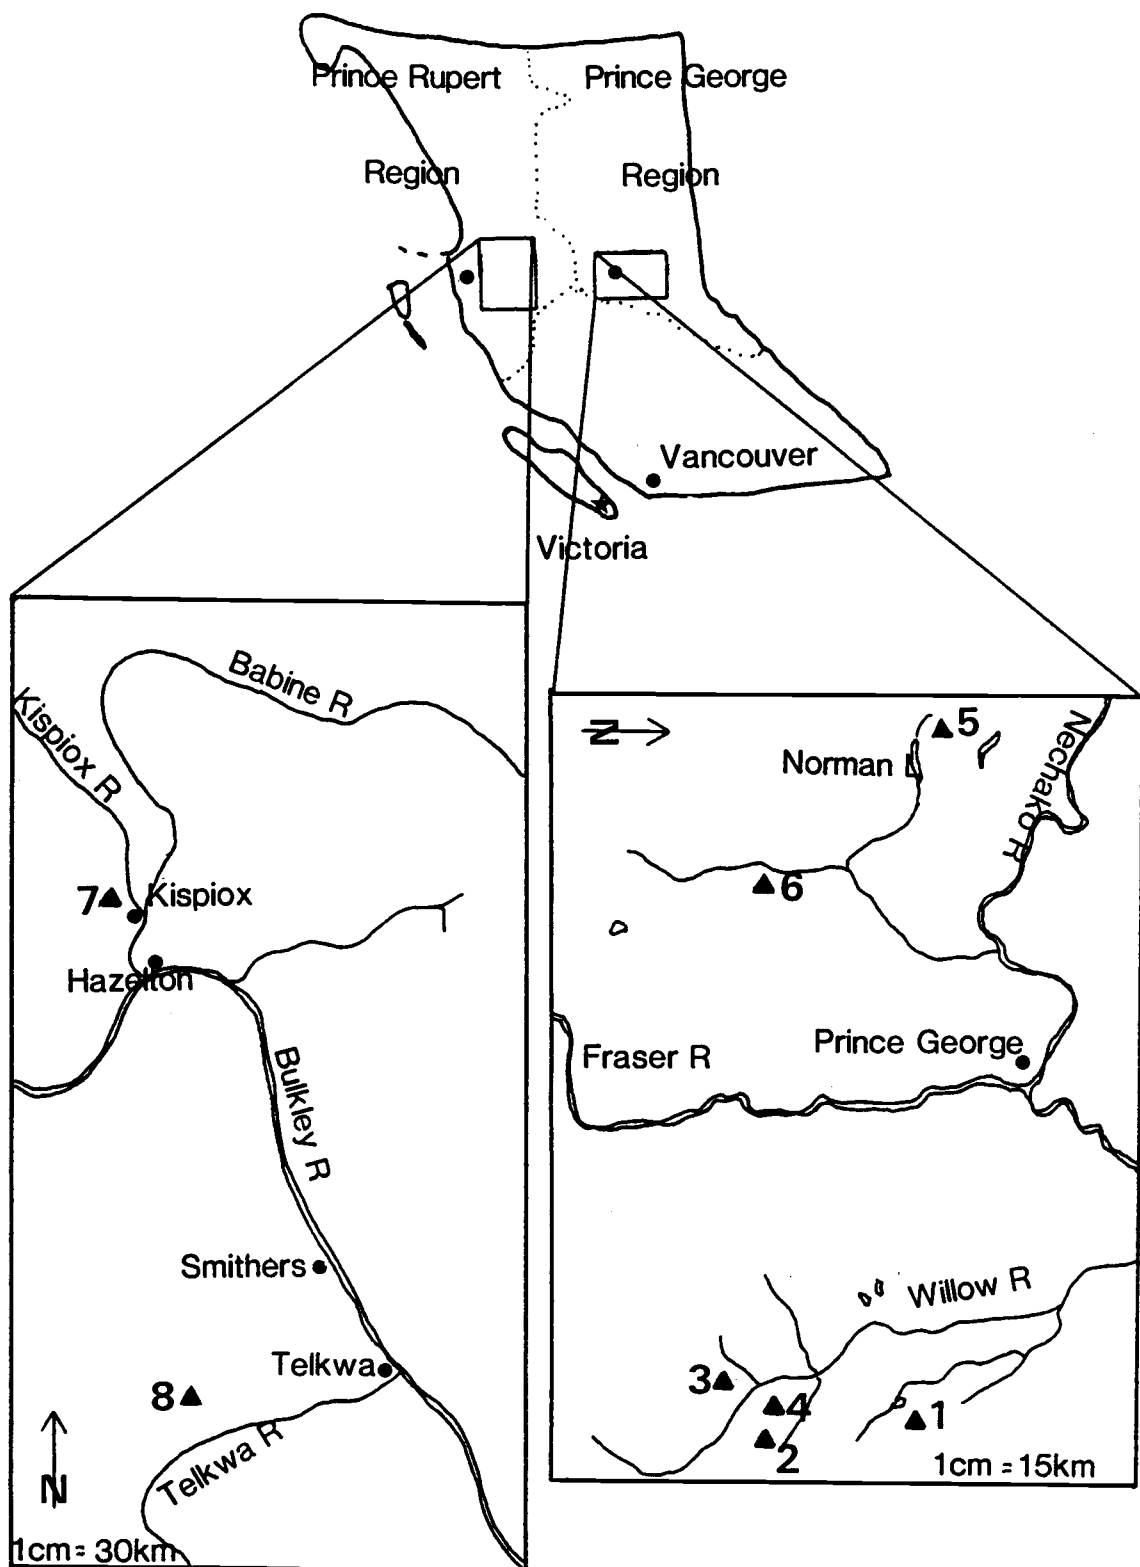 Prince Rupert
Region
Prince George
Region
Vancouver
Victoria
Babine R
Kispiox R
7
Kispiox
Hazelton
Bulkley R
Smithers
Telkwa
8
Telkwa R
N
1cm = 30km
N
5
Norman L
Nechako R
6
Prince George
Fraser R
Willow R
3
4
1
2
1cm = 15km